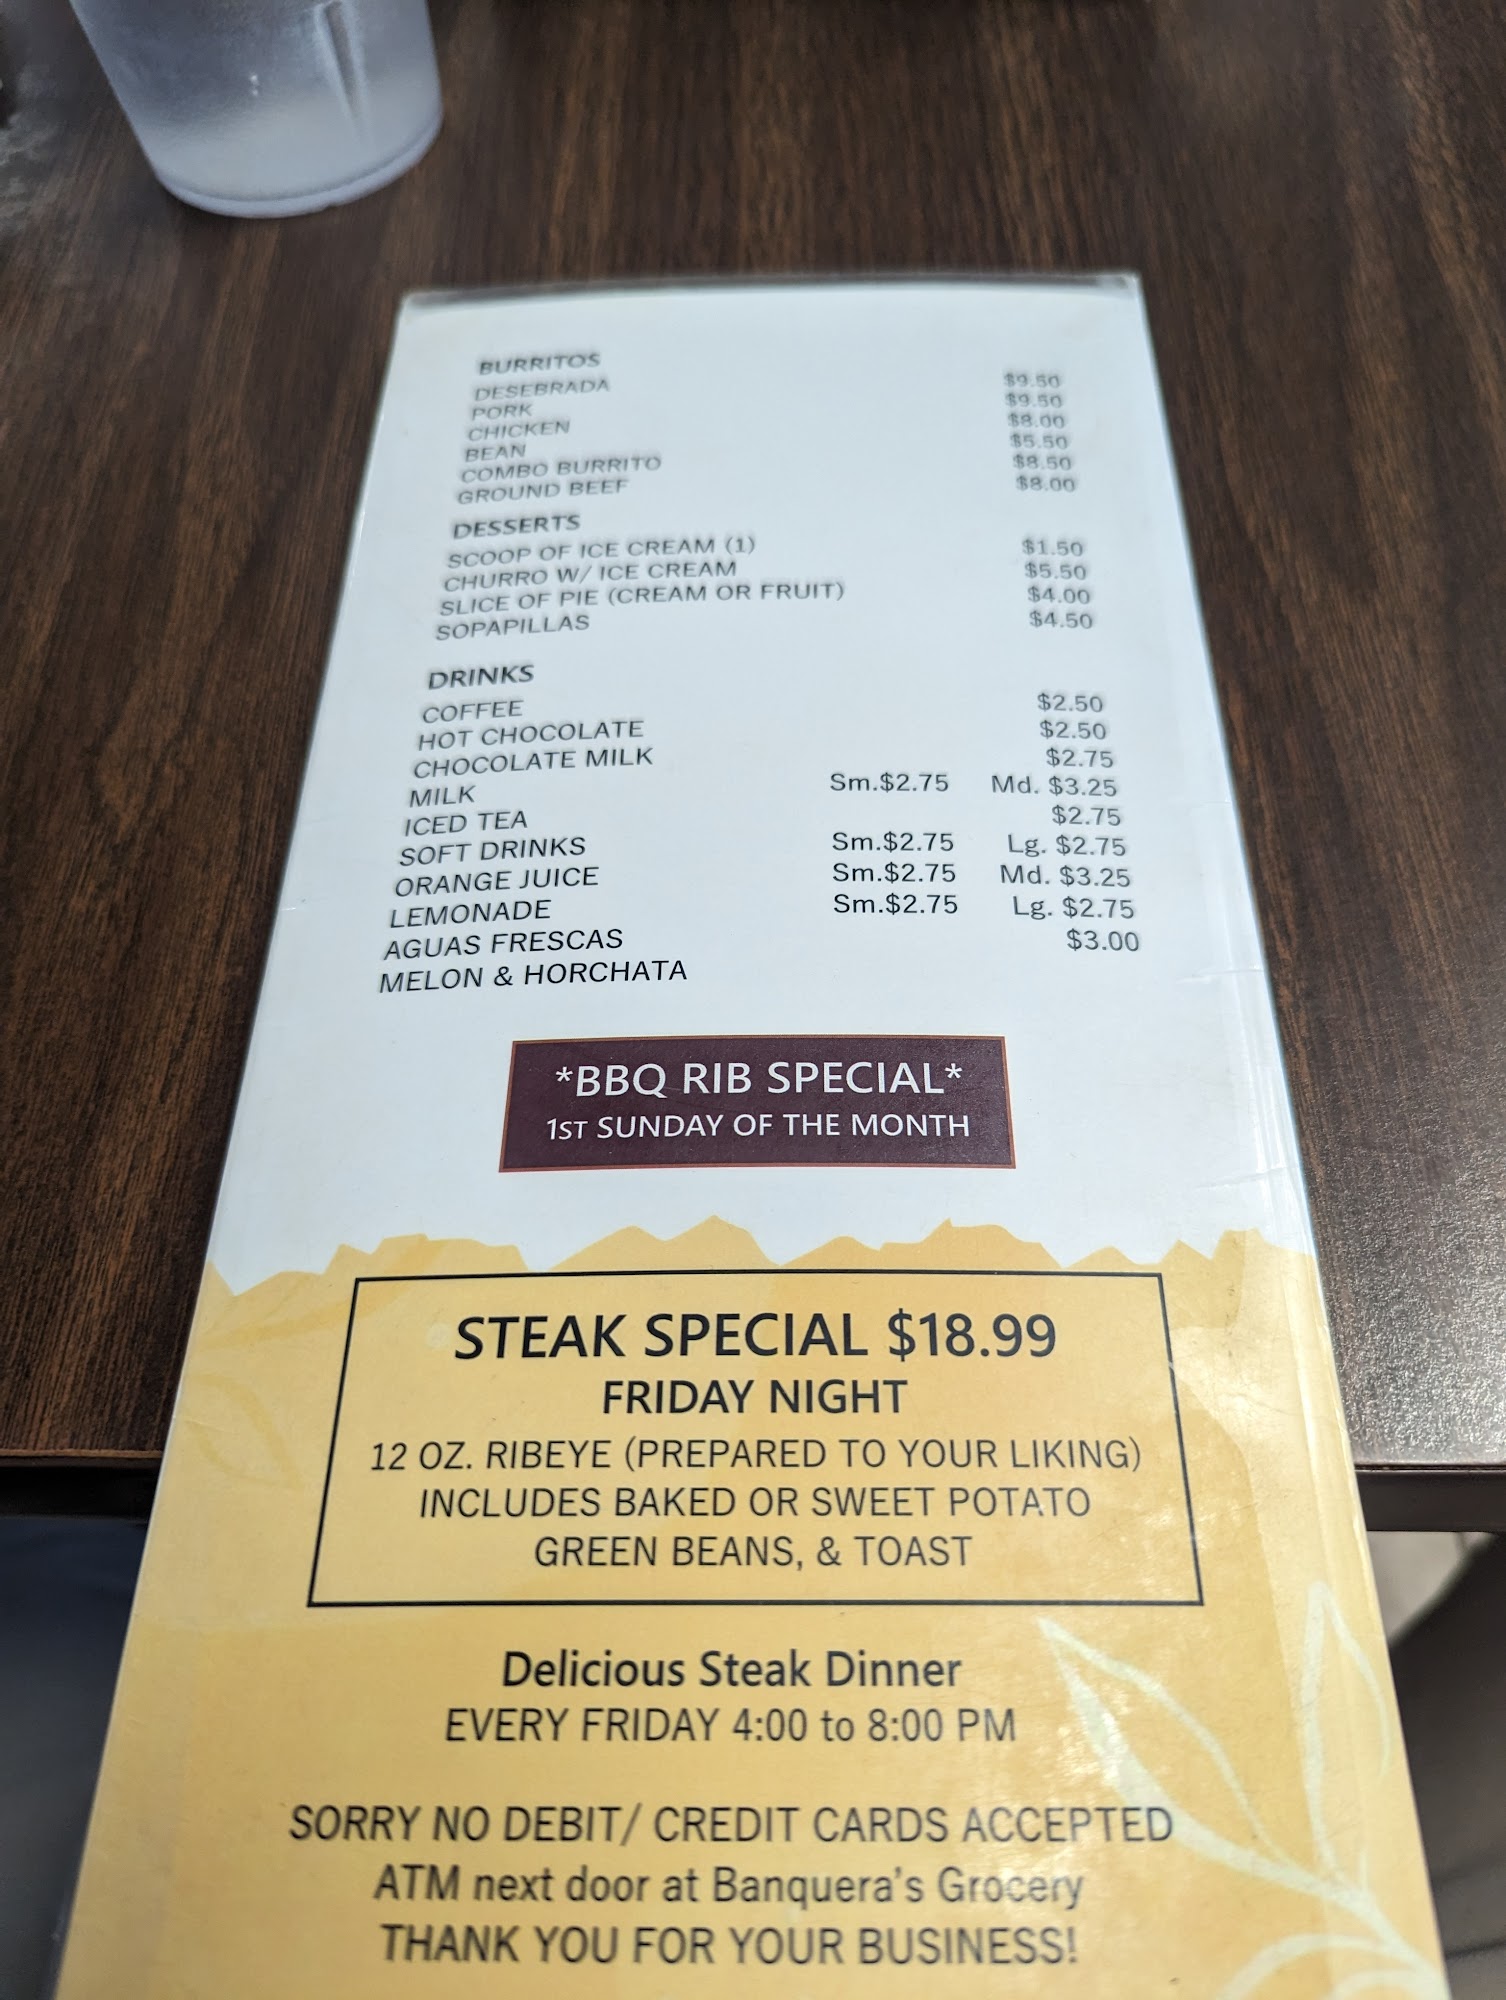 BURRITOS
DESEBRADA $9.50
PORK $9.50
CHICKEN $8.00
BEAN $5.50
COMBO BURRITO $8.50
GROUND BEEF $8.00
DESSERTS
SCOOP OF ICE CREAM (1) $1.50
CHURRO W/ ICE CREAM $5.50
SLICE OF PIE (CREAM OR FRUIT) $4.00
SOPAPILLAS $4.50
DRINKS
COFFEE $2.50
HOT CHOCOLATE $2.50
CHOCOLATE MILK $2.75
MILK Sm.$2.75 Md. $3.25
ICED TEA $2.75
SOFT DRINKS Sm.$2.75 Lg. $2.75
ORANGE JUICE Sm.$2.75 Md. $3.25
LEMONADE Sm.$2.75 Lg. $2.75
AGUAS FRESCAS $3.00
MELON & HORCHATA
*BBQ RIB SPECIAL*
1ST SUNDAY OF THE MONTH
STEAK SPECIAL $18.99
FRIDAY NIGHT
12 OZ. RIBEYE (PREPARED TO YOUR LIKING)
INCLUDES BAKED OR SWEET POTATO
GREEN BEANS, & TOAST
Delicious Steak Dinner
EVERY FRIDAY 4:00 to 8:00 PM
SORRY NO DEBIT/ CREDIT CARDS ACCEPTED
ATM next door at Banquera's Grocery
THANK YOU FOR YOUR BUSINESS!